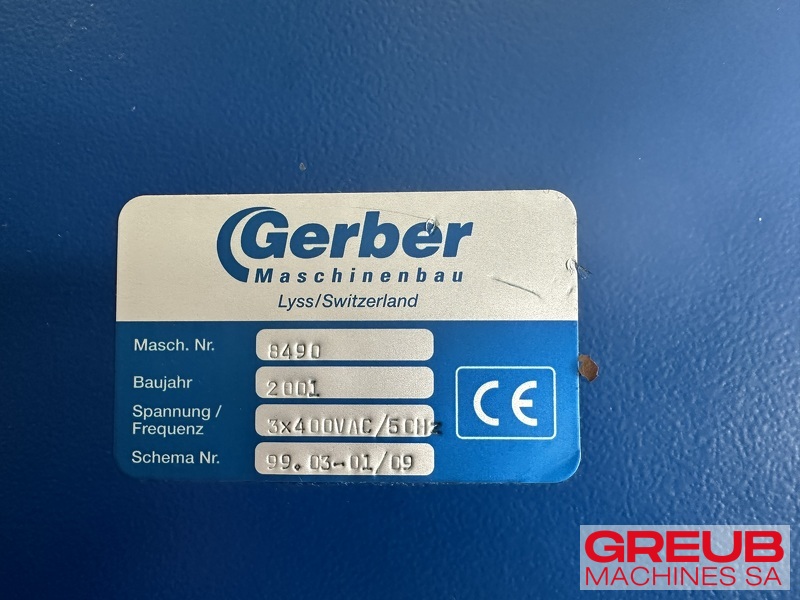 Gerber
Maschinenbau
Lyss/Switzerland
Masch. Nr. 8490
Baujahr 2001
Spannung /
Frequenz 3x400VAC/50Hz
Schema Nr. 99.03-01/09
CE
GREUB
MACHINES SA